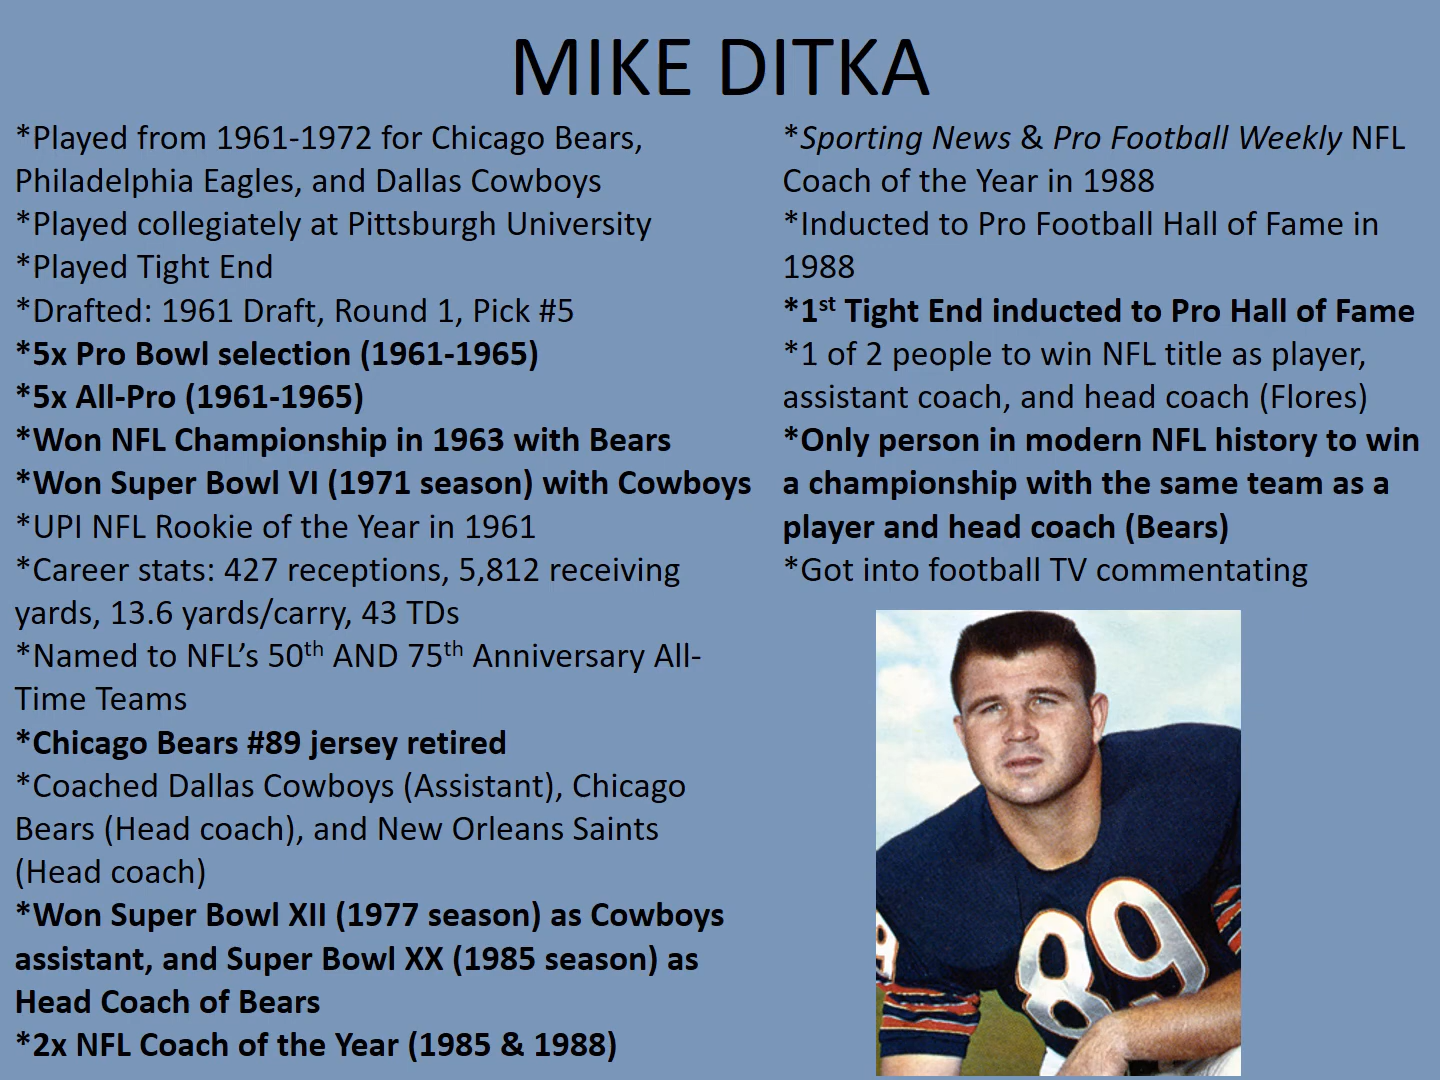 MIKE DITKA
*Played from 1961-1972 for Chicago Bears,
Philadelphia Eagles, and Dallas Cowboys
*Played collegiately at Pittsburgh University
*Played Tight End
*Drafted: 1961 Draft, Round 1, Pick #5
*5x Pro Bowl selection (1961-1965)
*5x All-Pro (1961-1965)
*Won NFL Championship in 1963 with Bears
*Won Super Bowl VI (1971 season) with Cowboys
*UPI NFL Rookie of the Year in 1961
*Career stats: 427 receptions, 5,812 receiving
yards, 13.6 yards/carry, 43 TDs
*Named to NFL’s 50th AND 75th Anniversary All-
Time Teams
*Chicago Bears #89 jersey retired
*Coached Dallas Cowboys (Assistant), Chicago
Bears (Head coach), and New Orleans Saints
(Head coach)
*Won Super Bowl XII (1977 season) as Cowboys
assistant, and Super Bowl XX (1985 season) as
Head Coach of Bears
*2x NFL Coach of the Year (1985 & 1988)
*Sporting News & Pro Football Weekly NFL
Coach of the Year in 1988
*Inducted to Pro Football Hall of Fame in
1988
*1st Tight End inducted to Pro Hall of Fame
*1 of 2 people to win NFL title as player,
assistant coach, and head coach (Flores)
*Only person in modern NFL history to win
a championship with the same team as a
player and head coach (Bears)
*Got into football TV commentating
89
9